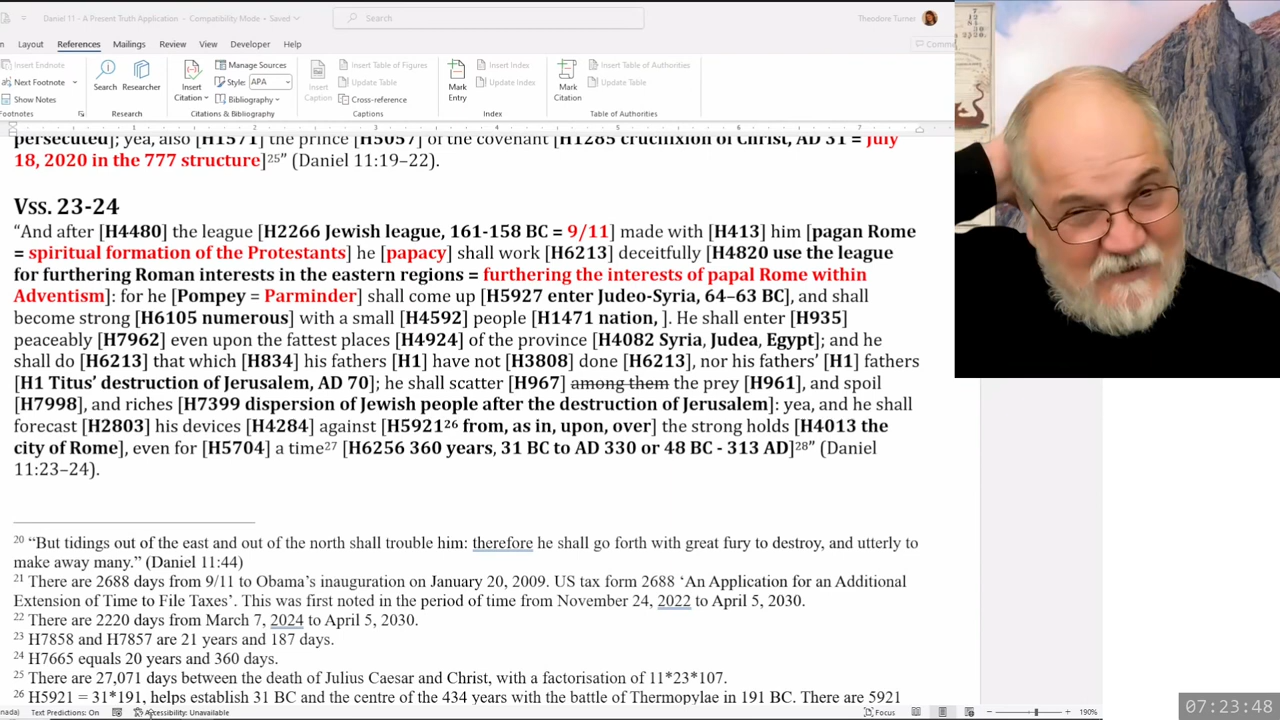 Daniel 11 - A Present Truth Application - Compatibility Mode • Saved
Search
Theodore Turner
Layout References Mailings Review View Developer Help
Insert Endnote
Next Footnote
Show Notes
Footnotes
Search
Researcher
Research
Insert Citation
Manage Sources
Style: APA
Bibliography
Citations & Bibliography
Insert Caption
Insert Table of Figures
Update Table
Cross-reference
Captions
Mark Entry
Insert Index
Update Index
Index
Mark Citation
Insert Table of Authorities
Update Table
Table of Authorities
1 2 3 4 5 6 7
persecuted]; yea, also [H1571] the prince [H5057] of the covenant [H1285 crucifixion of Christ, AD 31 = July
18, 2020 in the 777 structure]25” (Daniel 11:19–22).
Vss. 23-24
“And after [H4480] the league [H2266 Jewish league, 161-158 BC = 9/11] made with [H413] him [pagan Rome
= spiritual formation of the Protestants] he [papacy] shall work [H6213] deceitfully [H4820 use the league
for furthering Roman interests in the eastern regions = furthering the interests of papal Rome within
Adventism]: for he [Pompey = Parminder] shall come up [H5927 enter Judeo-Syria, 64–63 BC], and shall
become strong [H6105 numerous] with a small [H4592] people [H1471 nation, ]. He shall enter [H935]
peaceably [H7962] even upon the fattest places [H4924] of the province [H4082 Syria, Judea, Egypt]; and he
shall do [H6213] that which [H834] his fathers [H1] have not [H3808] done [H6213], nor his fathers’ [H1] fathers
[H1 Titus’ destruction of Jerusalem, AD 70]; he shall scatter [H967] among them the prey [H961], and spoil
[H7998], and riches [H7399 dispersion of Jewish people after the destruction of Jerusalem]: yea, and he shall
forecast [H2803] his devices [H4284] against [H592126 from, as in, upon, over] the strong holds [H4013 the
city of Rome], even for [H5704] a time27 [H6256 360 years, 31 BC to AD 330 or 48 BC - 313 AD]28” (Daniel
11:23–24).
20 “But tidings out of the east and out of the north shall trouble him: therefore he shall go forth with great fury to destroy, and utterly to
make away many.” (Daniel 11:44)
21 There are 2688 days from 9/11 to Obama’s inauguration on January 20, 2009. US tax form 2688 ‘An Application for an Additional
Extension of Time to File Taxes’. This was first noted in the period of time from November 24, 2022 to April 5, 2030.
22 There are 2220 days from March 7, 2024 to April 5, 2030.
23 H7858 and H7857 are 21 years and 187 days.
24 H7665 equals 20 years and 360 days.
25 There are 27,071 days between the death of Julius Caesar and Christ, with a factorisation of 11*23*107.
26 H5921 = 31*191, helps establish 31 BC and the centre of the 434 years with the battle of Thermopylae in 191 BC. There are 5921
Text Predictions: On
Accessibility: Unavailable
Focus
190%
07:23:48